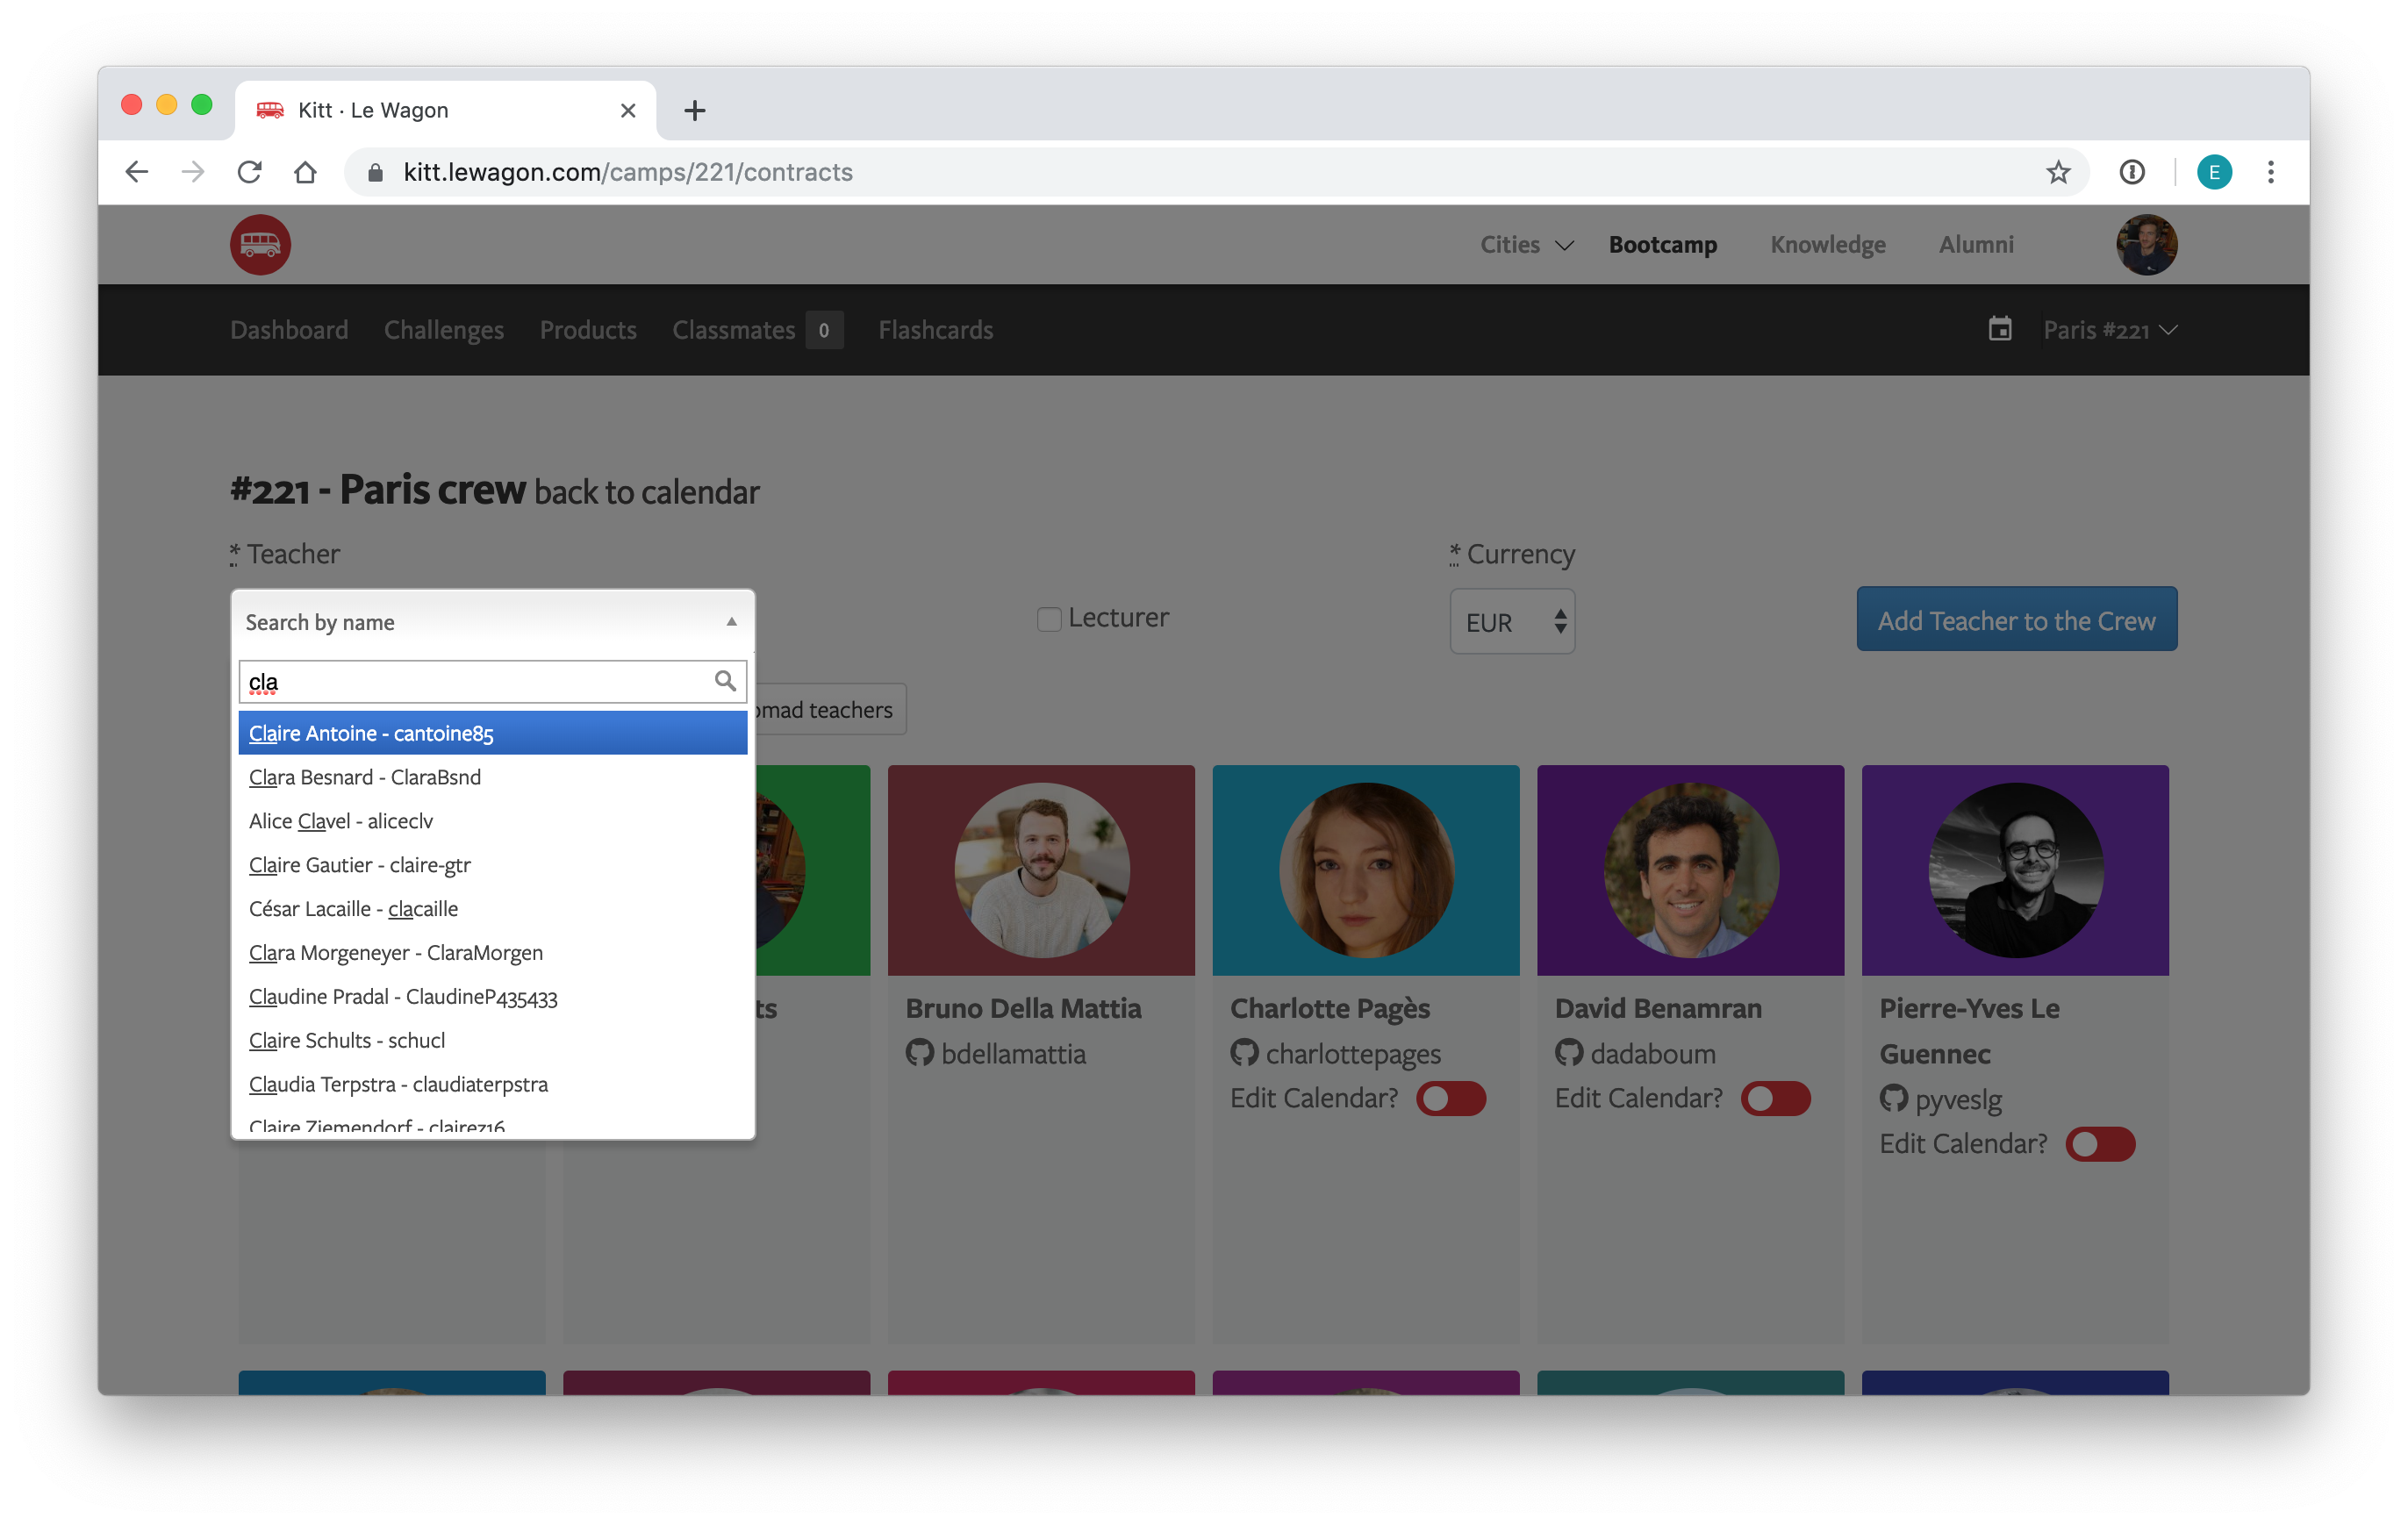 Kitt · Le Wagon
kitt.lewagon.com/camps/221/contracts
E
Cities Bootcamp Knowledge Alumni
Dashboard Challenges Products Classmates 0 Flashcards Paris #221
#221 - Paris crew back to calendar
* Teacher
* Currency
Search by name
Lecturer
EUR
Add Teacher to the Crew
cla
omad teachers
Claire Antoine - cantoine85
Clara Besnard - ClaraBsnd
Alice Clavel - aliceclv
Claire Gautier - claire-gtr
César Lacaille - clacaille
Clara Morgeneyer - ClaraMorgen
Claudine Pradal - ClaudineP435433
Claire Schults - schucl
Claudia Terpstra - claudiaterpstra
Claire Ziemendorf - clairez16
ts
Bruno Della Mattia
bdellamattia
Charlotte Pagès
charlottepages
Edit Calendar?
David Benamran
dadaboum
Edit Calendar?
Pierre-Yves Le
Guennec
pyveslg
Edit Calendar?